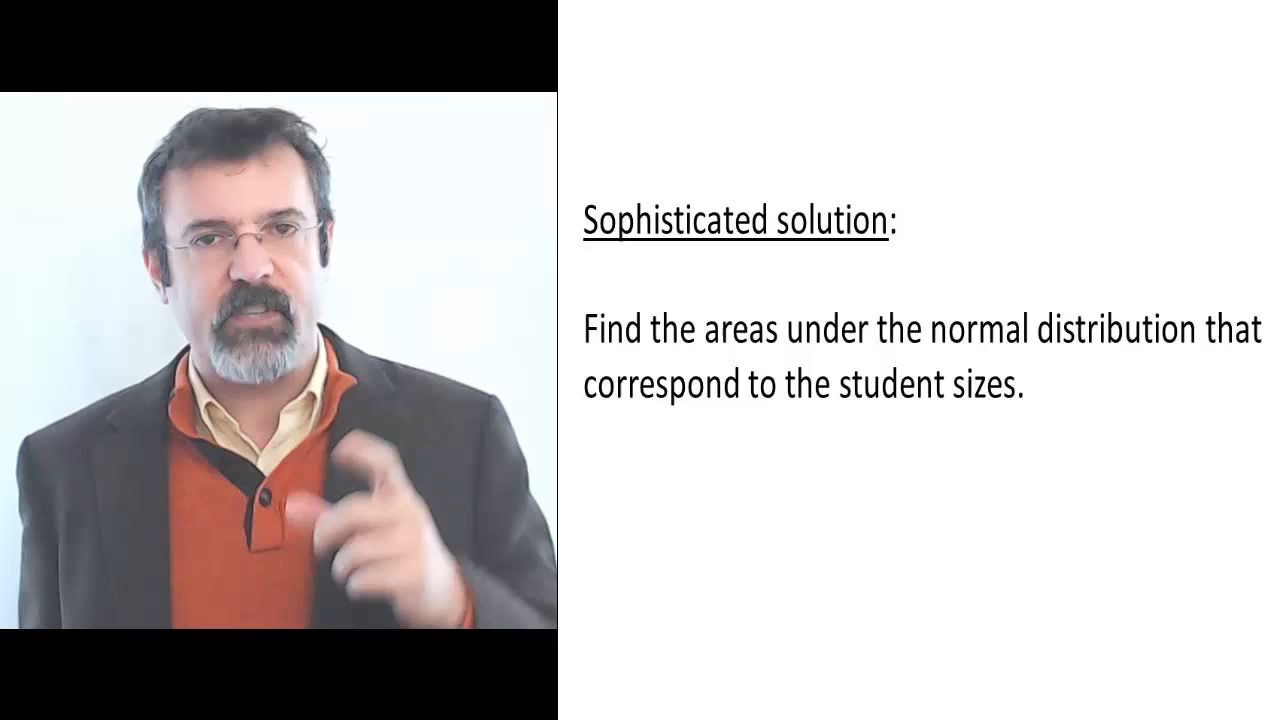 Sophisticated solution:
Find the areas under the normal distribution that
correspond to the student sizes.